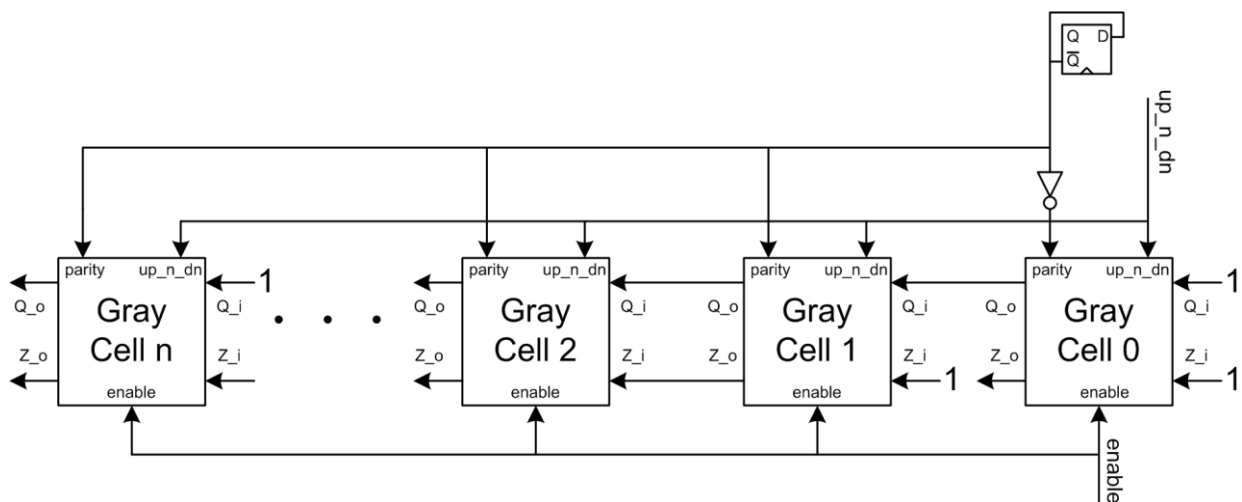 Q D
Q
up_n_dn
parity up_n_dn
Q_o
Gray
Cell n
Q_i
1
Z_o
Z_i
enable
. . .
parity up_n_dn
Q_o
Gray
Cell 2
Q_i
Z_o
Z_i
enable
parity up_n_dn
Q_o
Gray
Cell 1
Q_i
Z_o
Z_i
1
enable
parity up_n_dn
Q_o
Gray
Cell 0
Q_i
1
Z_o
Z_i
1
enable
enable